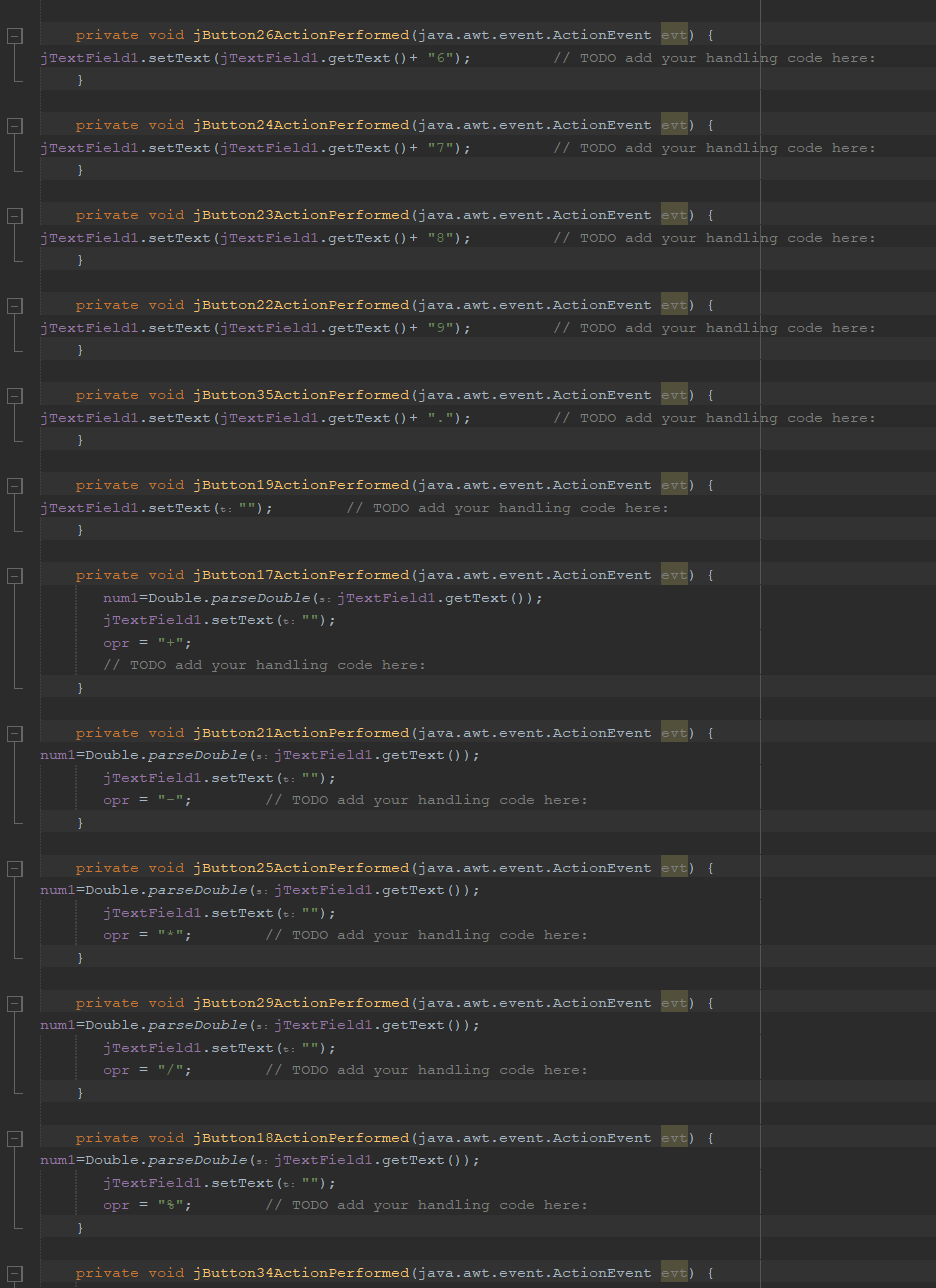 private void jButton26ActionPerformed(java.awt.event.ActionEvent evt) {
jTextField1.setText(jTextField1.getText()+ "6");         // TODO add your handling code here:
}
private void jButton24ActionPerformed(java.awt.event.ActionEvent evt) {
jTextField1.setText(jTextField1.getText()+ "7");         // TODO add your handling code here:
}
private void jButton23ActionPerformed(java.awt.event.ActionEvent evt) {
jTextField1.setText(jTextField1.getText()+ "8");         // TODO add your handling code here:
}
private void jButton22ActionPerformed(java.awt.event.ActionEvent evt) {
jTextField1.setText(jTextField1.getText()+ "9");         // TODO add your handling code here:
}
private void jButton35ActionPerformed(java.awt.event.ActionEvent evt) {
jTextField1.setText(jTextField1.getText()+ ".");         // TODO add your handling code here:
}
private void jButton19ActionPerformed(java.awt.event.ActionEvent evt) {
jTextField1.setText(t: "");        // TODO add your handling code here:
}
private void jButton17ActionPerformed(java.awt.event.ActionEvent evt) {
num1=Double.parseDouble(s: jTextField1.getText());
jTextField1.setText(t: "");
opr = "+";
// TODO add your handling code here:
}
private void jButton21ActionPerformed(java.awt.event.ActionEvent evt) {
num1=Double.parseDouble(s: jTextField1.getText());
jTextField1.setText(t: "");
opr = "-";        // TODO add your handling code here:
}
private void jButton25ActionPerformed(java.awt.event.ActionEvent evt) {
num1=Double.parseDouble(s: jTextField1.getText());
jTextField1.setText(t: "");
opr = "*";        // TODO add your handling code here:
}
private void jButton29ActionPerformed(java.awt.event.ActionEvent evt) {
num1=Double.parseDouble(s: jTextField1.getText());
jTextField1.setText(t: "");
opr = "/";        // TODO add your handling code here:
}
private void jButton18ActionPerformed(java.awt.event.ActionEvent evt) {
num1=Double.parseDouble(s: jTextField1.getText());
jTextField1.setText(t: "");
opr = "%";        // TODO add your handling code here:
}
private void jButton34ActionPerformed(java.awt.event.ActionEvent evt) {